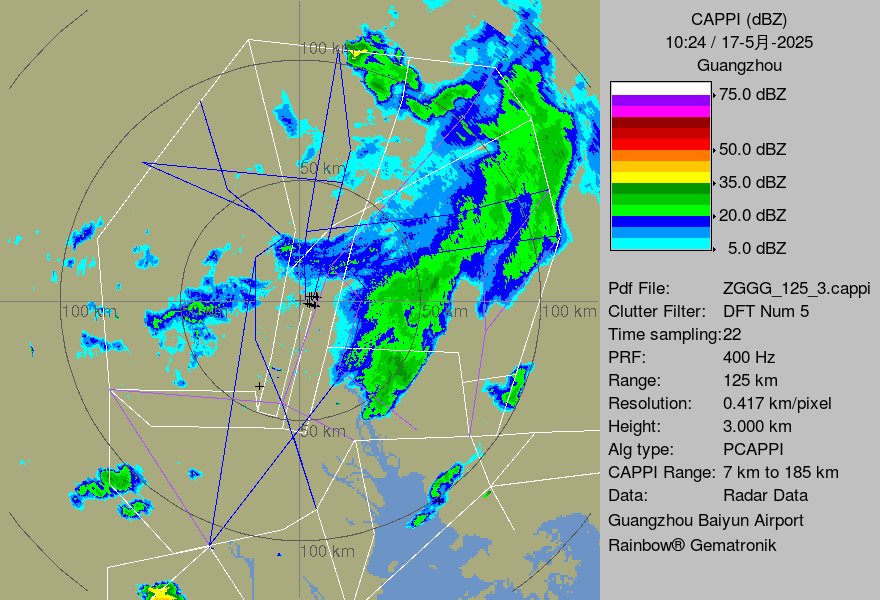 CAPPI (dBZ)
10:24 / 17-5月-2025
Guangzhou
75.0 dBZ
50.0 dBZ
35.0 dBZ
20.0 dBZ
5.0 dBZ
Pdf File: ZGGG_125_3.cappi
Clutter Filter: DFT Num 5
Time sampling:22
PRF: 400 Hz
Range: 125 km
Resolution: 0.417 km/pixel
Height: 3.000 km
Alg type: PCAPPI
CAPPI Range: 7 km to 185 km
Data: Radar Data
Guangzhou Baiyun Airport
Rainbow® Gematronik
100 km
50 km
100 km
50 km
50 km
100 km
50 km
100 km